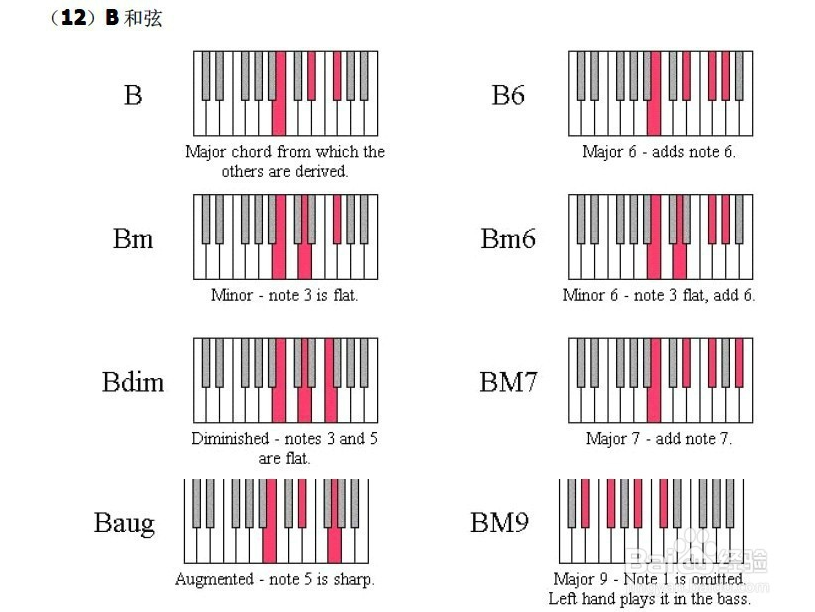 （12）B 和弦
B
Major chord from which the
others are derived.
B6
Major 6 - adds note 6.
Bm
Minor - note 3 is flat.
Bm6
Minor 6 - note 3 flat, add 6.
Bdim
Diminished - notes 3 and 5
are flat.
BM7
Major 7 - add note 7.
Baug
Augmented - note 5 is sharp.
BM9
Major 9 - Note 1 is omitted.
Left hand plays it in the bass.
Baidu 经验